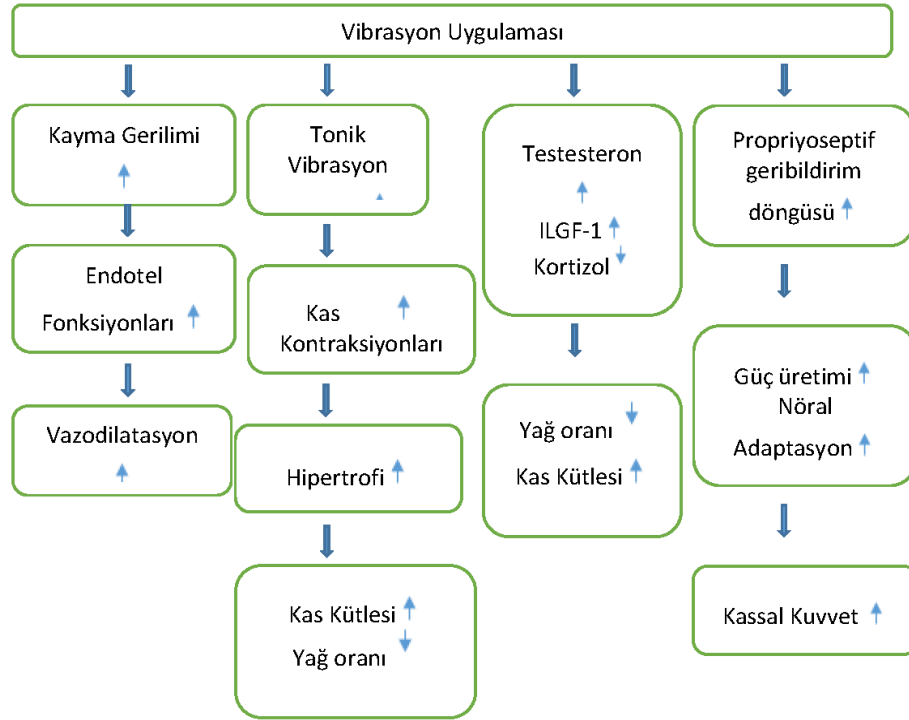 Vibrasyon Uygulaması
Kayma Gerilimi
Endotel
Fonksiyonları
Vazodilatasyon
Tonik
Vibrasyon
Kas
Kontraksiyonları
Hipertrofi
Kas Kütlesi
Yağ oranı
Testesteron
ILGF-1
Kortizol
Yağ oranı
Kas Kütlesi
Propriyoseptif
geribildirim
döngüsü
Güç üretimi
Nöral
Adaptasyon
Kassal Kuvvet